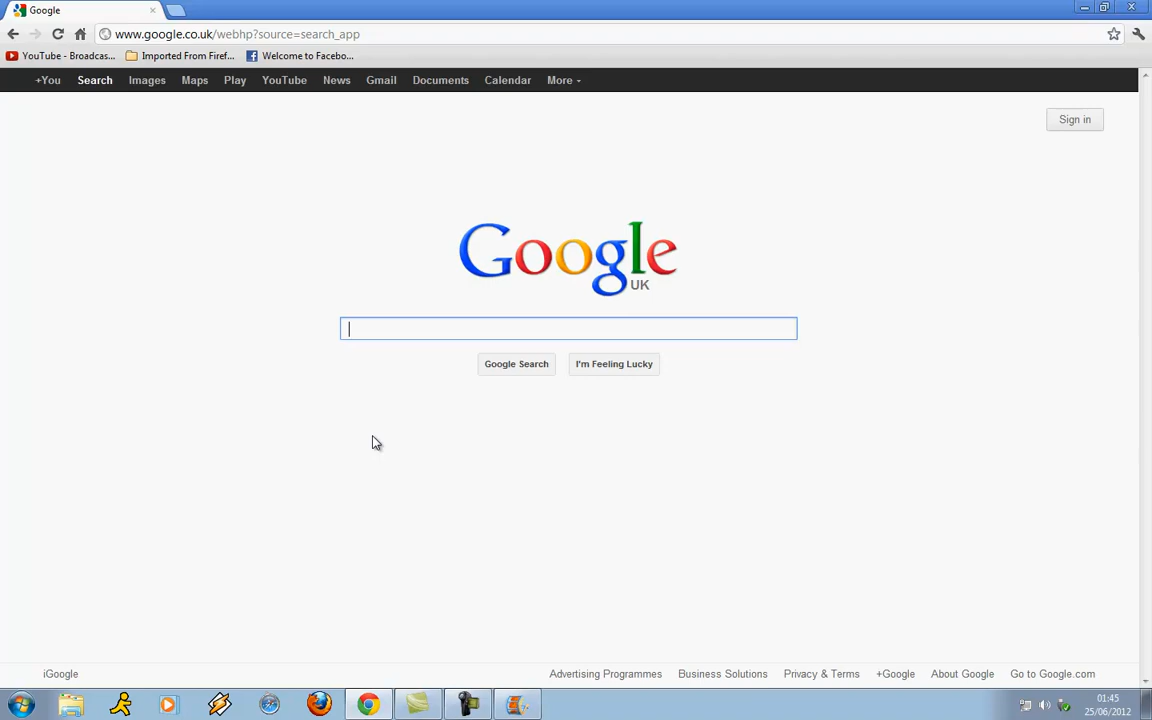 Google
www.google.co.uk/webhp?source=search_app
YouTube - Broadcas... Imported From Firef... Welcome to Facebo...
+You Search Images Maps Play YouTube News Gmail Documents Calendar More
Sign in
Google
UK
Google Search I'm Feeling Lucky
iGoogle Advertising Programmes Business Solutions Privacy & Terms +Google About Google Go to Google.com
01:45
25/06/2012